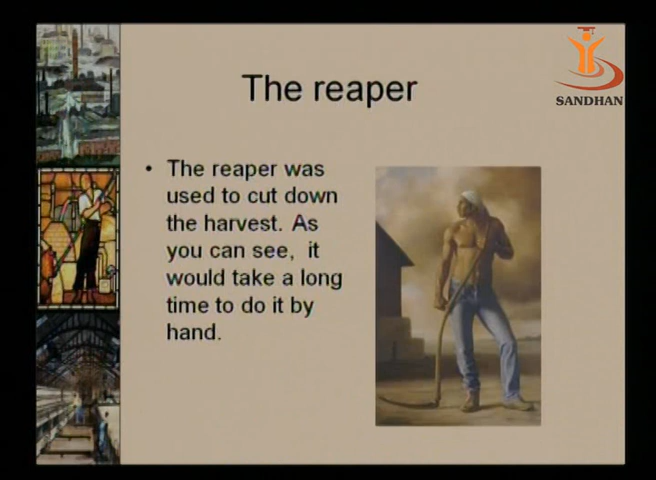 The reaper
SANDHAN
• The reaper was
used to cut down
the harvest. As
you can see, it
would take a long
time to do it by
hand.